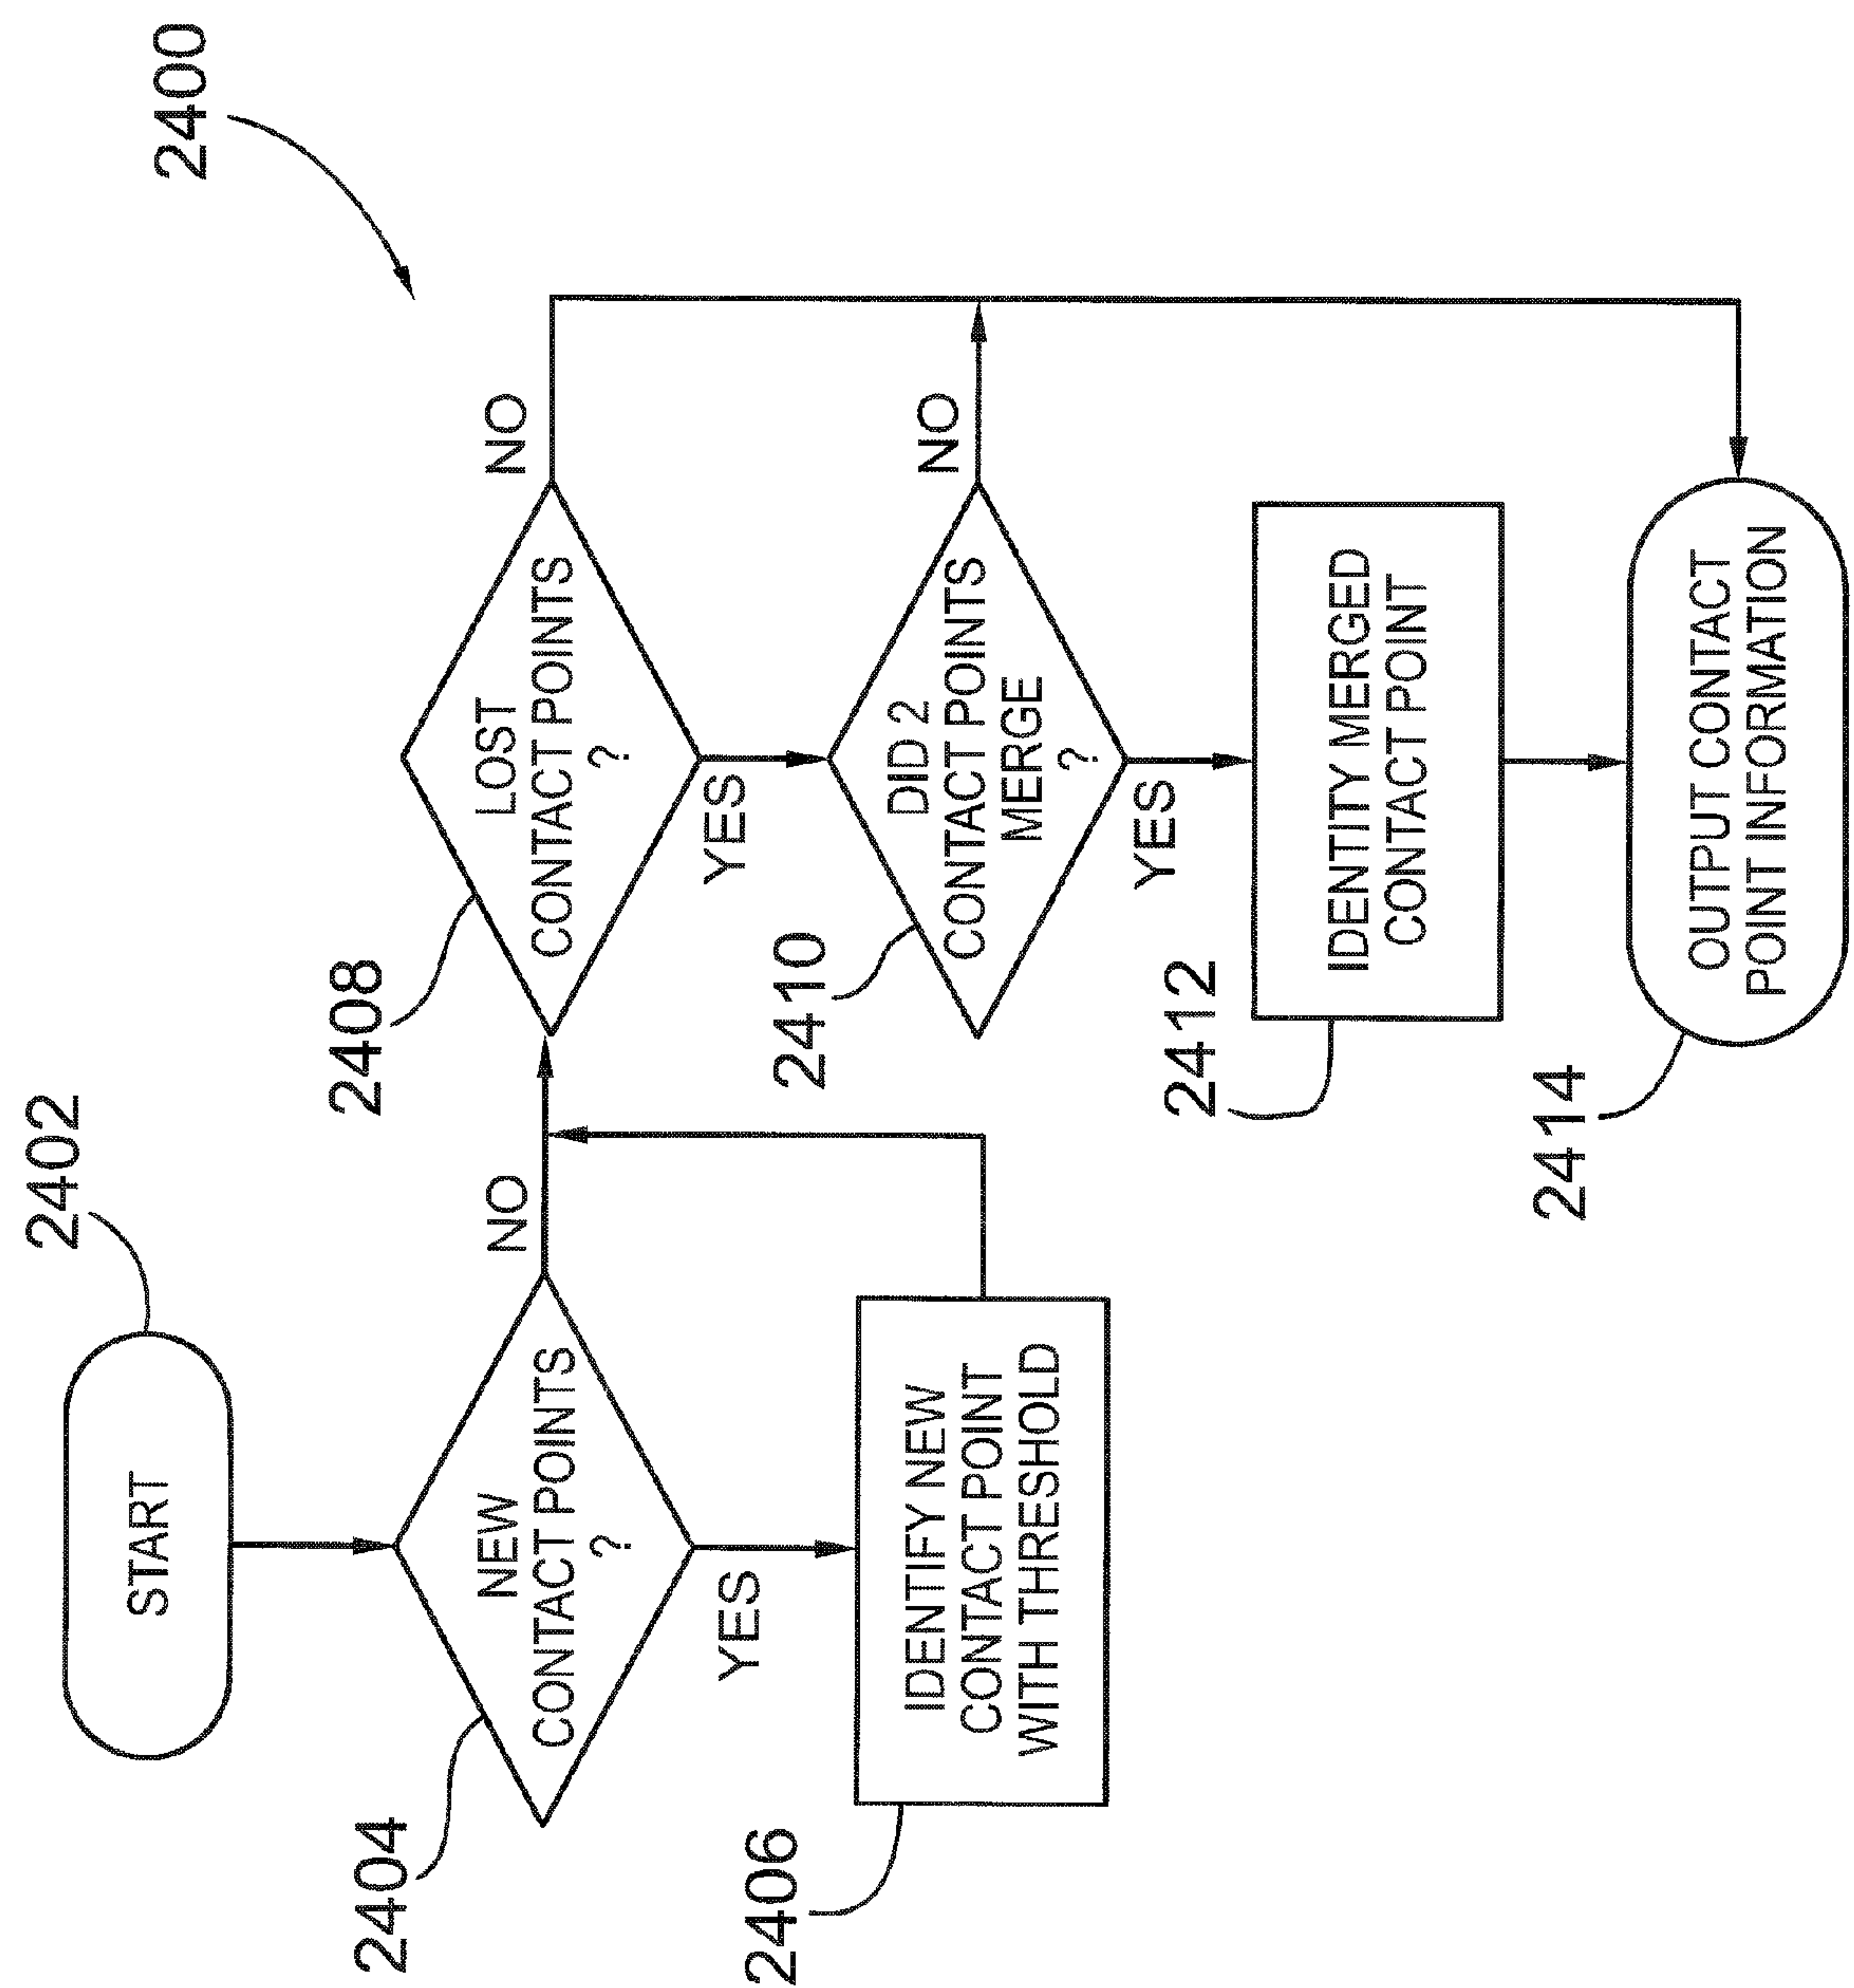 2400
2402
START
2404
NEW
CONTACT POINTS
?
NO
YES
2406
IDENTIFY NEW
CONTACT POINT
WITH THRESHOLD
2408
LOST
CONTACT POINTS
?
NO
YES
2410
DID 2
CONTACT POINTS
MERGE
?
NO
YES
2412
IDENTITY MERGED
CONTACT POINT
2414
OUTPUT CONTACT
POINT INFORMATION